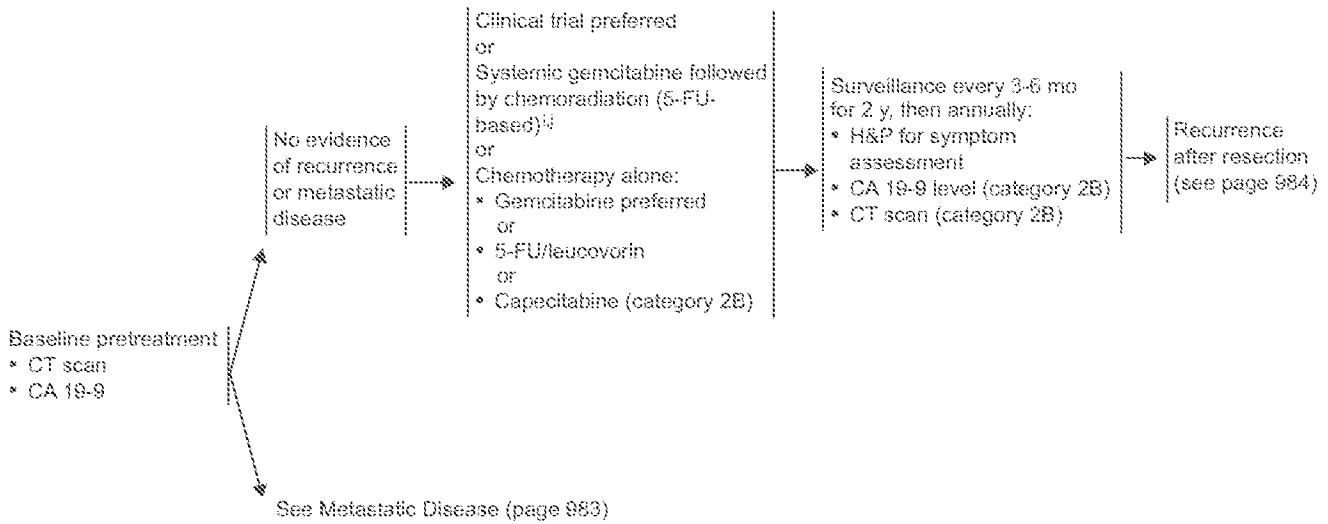 Baseline pretreatment
• CT scan
• CA 19-9
No evidence
of recurrence
or metastatic
disease
Clinical trial preferred
or
Systemic gemcitabine followed
by chemoradiation (5-FU-
based)
or
Chemotherapy alone:
• Gemcitabine preferred
or
• 5-FU/leucovorin
or
• Capecitabine (category 2B)
Surveillance every 3-6 mo
for 2 y, then annually:
• H&P for symptom
assessment
• CA 19-9 level (category 2B)
• CT scan (category 2B)
Recurrence
after resection
(see page 984)
See Metastatic Disease (page 983)